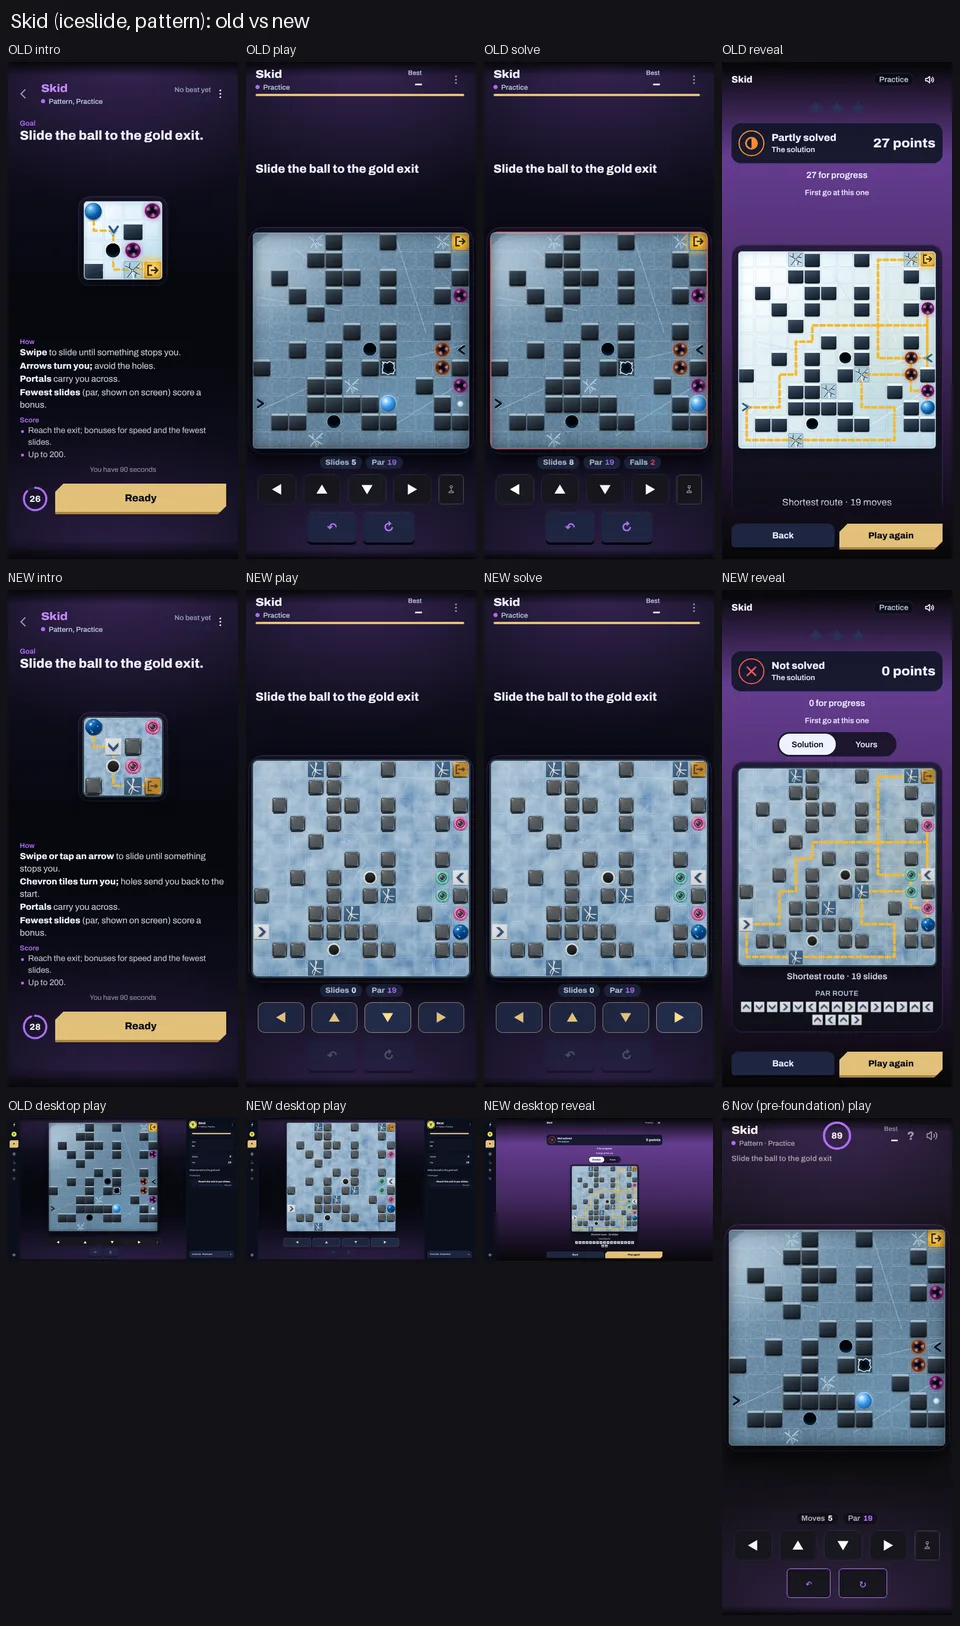 Skid (iceslide, pattern): old vs new
OLD intro
OLD play
OLD solve
OLD reveal
Skid
Pattern, Practice
No best yet
Goal
Slide the ball to the gold exit.
How
Swipe to slide until something stops you.
Arrows turn you; avoid the holes.
Portals carry you across.
Fewest slides (par, shown on screen) score a
bonus.
Score
Reach the exit; bonuses for speed and the fewest
slides.
Up to 200.
You have 90 seconds
26
Ready
Skid
Practice
Best
Slide the ball to the gold exit
Slides 5
Par 19
Skid
Practice
Best
Slide the ball to the gold exit
Slides 8
Par 19
Falls 2
Skid
Practice
Partly solved
The solution
27 points
27 for progress
First go at this one
Shortest route · 19 moves
Back
Play again
NEW intro
NEW play
NEW solve
NEW reveal
Skid
Pattern, Practice
No best yet
Goal
Slide the ball to the gold exit.
How
Swipe or tap an arrow to slide until something
stops you.
Chevron tiles turn you; holes send you back to the
start.
Portals carry you across.
Fewest slides (par, shown on screen) score a
bonus.
Score
Reach the exit; bonuses for speed and the fewest
slides.
Up to 200.
You have 90 seconds
28
Ready
Skid
Practice
Best
Slide the ball to the gold exit
Slides 0
Par 19
Skid
Practice
Best
Slide the ball to the gold exit
Slides 0
Par 19
Skid
Practice
Not solved
The solution
0 points
0 for progress
First go at this one
Solution
Yours
Shortest route · 19 slides
PAR ROUTE
Back
Play again
OLD desktop play
NEW desktop play
NEW desktop reveal
6 Nov (pre-foundation) play
Skid
Pattern · Practice
89
Best
?
Slide the ball to the gold exit
Moves 5
Par 19